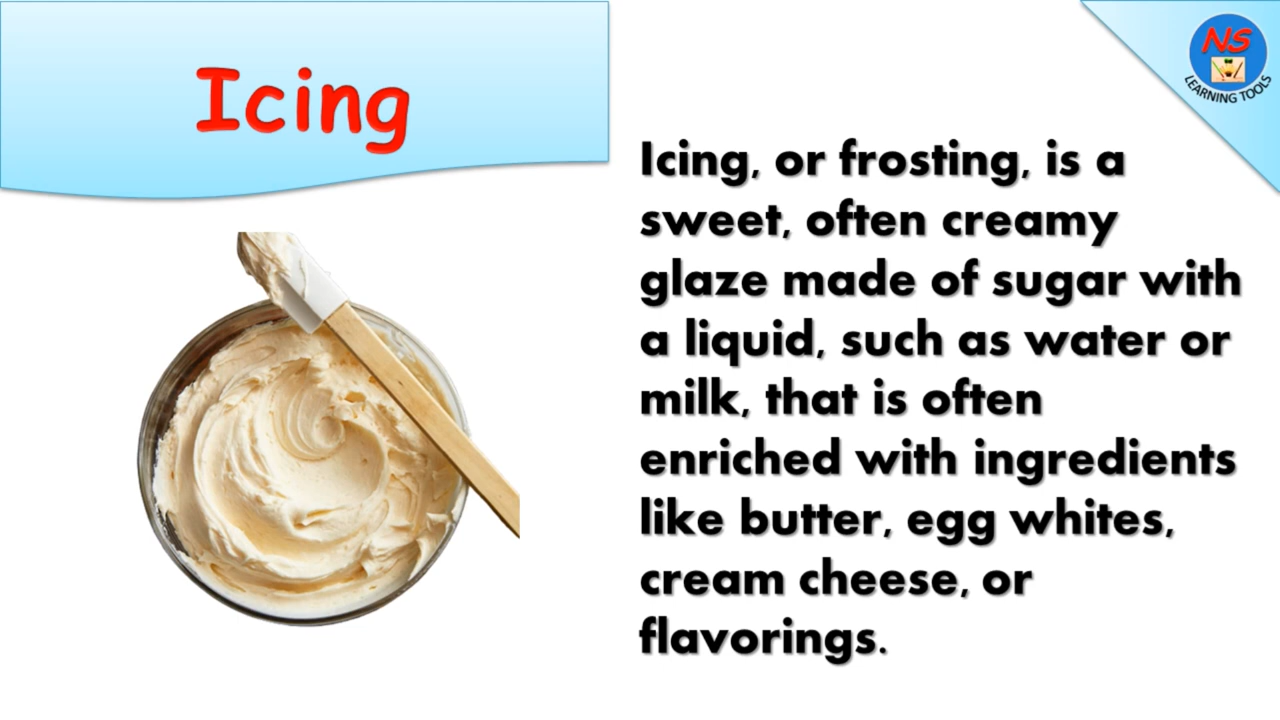 Icing
NS
LEARNING TOOLS
Icing, or frosting, is a
sweet, often creamy
glaze made of sugar with
a liquid, such as water or
milk, that is often
enriched with ingredients
like butter, egg whites,
cream cheese, or
flavorings.